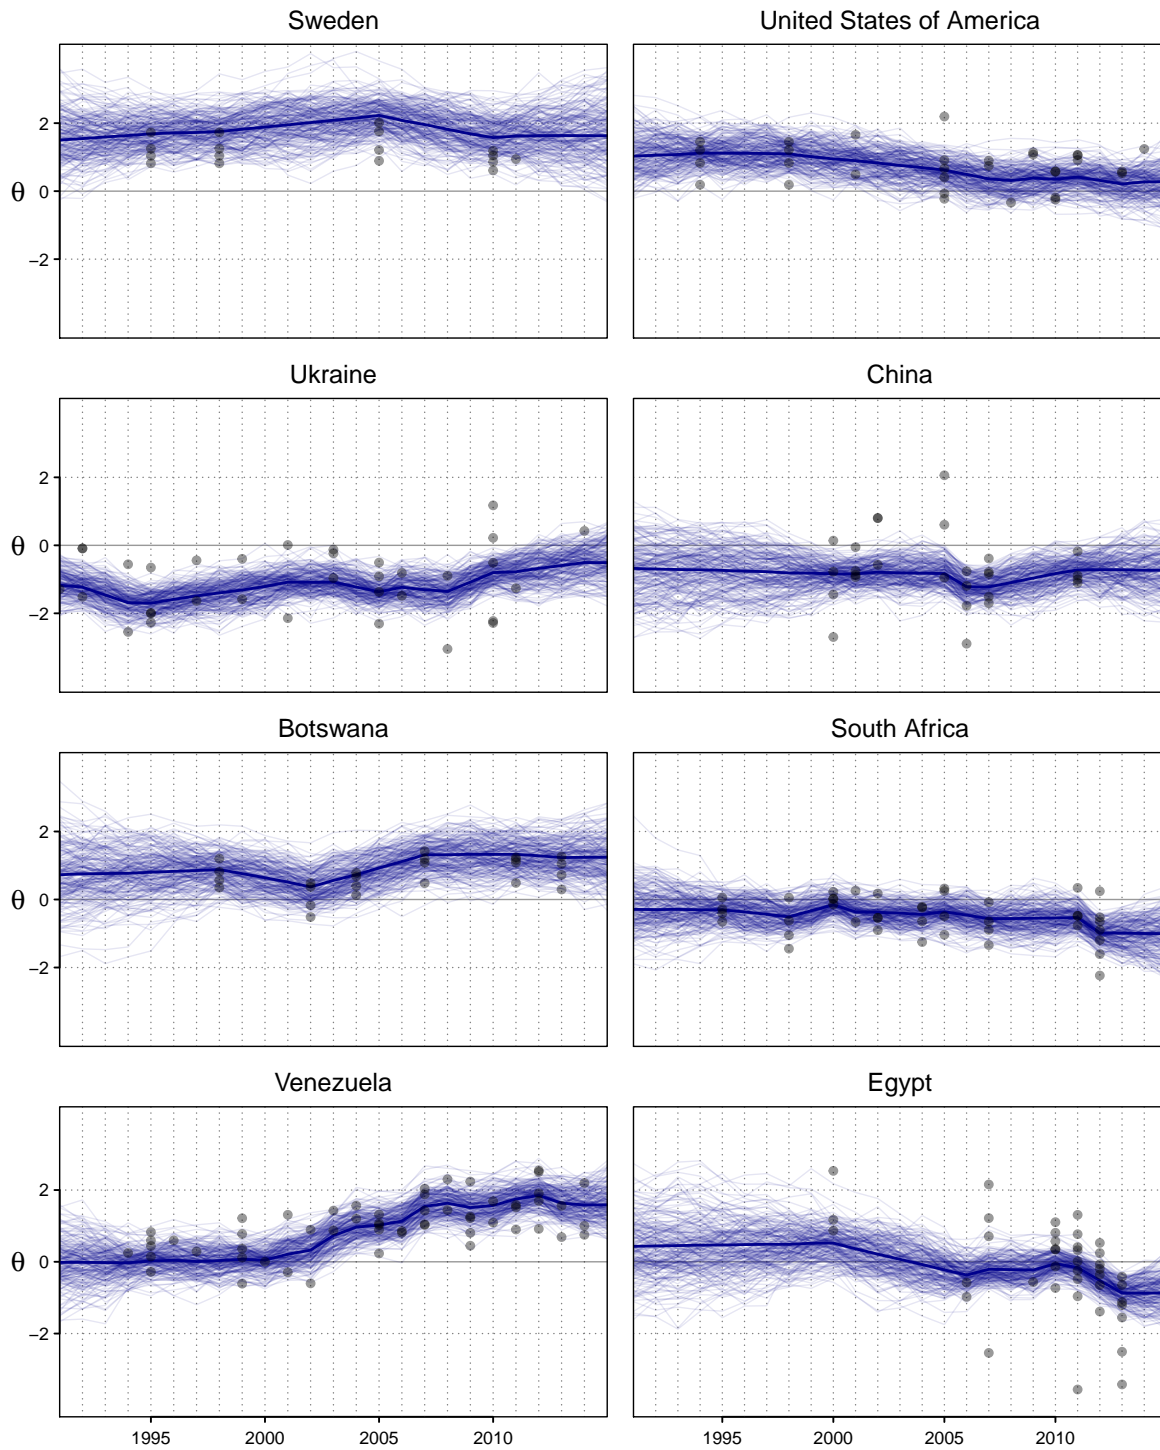 Sweden
United States of America
2
θ 0
−2
Ukraine
China
2
θ 0
−2
Botswana
South Africa
2
θ 0
−2
Venezuela
Egypt
2
θ 0
−2
1995 2000 2005 2010 1995 2000 2005 2010